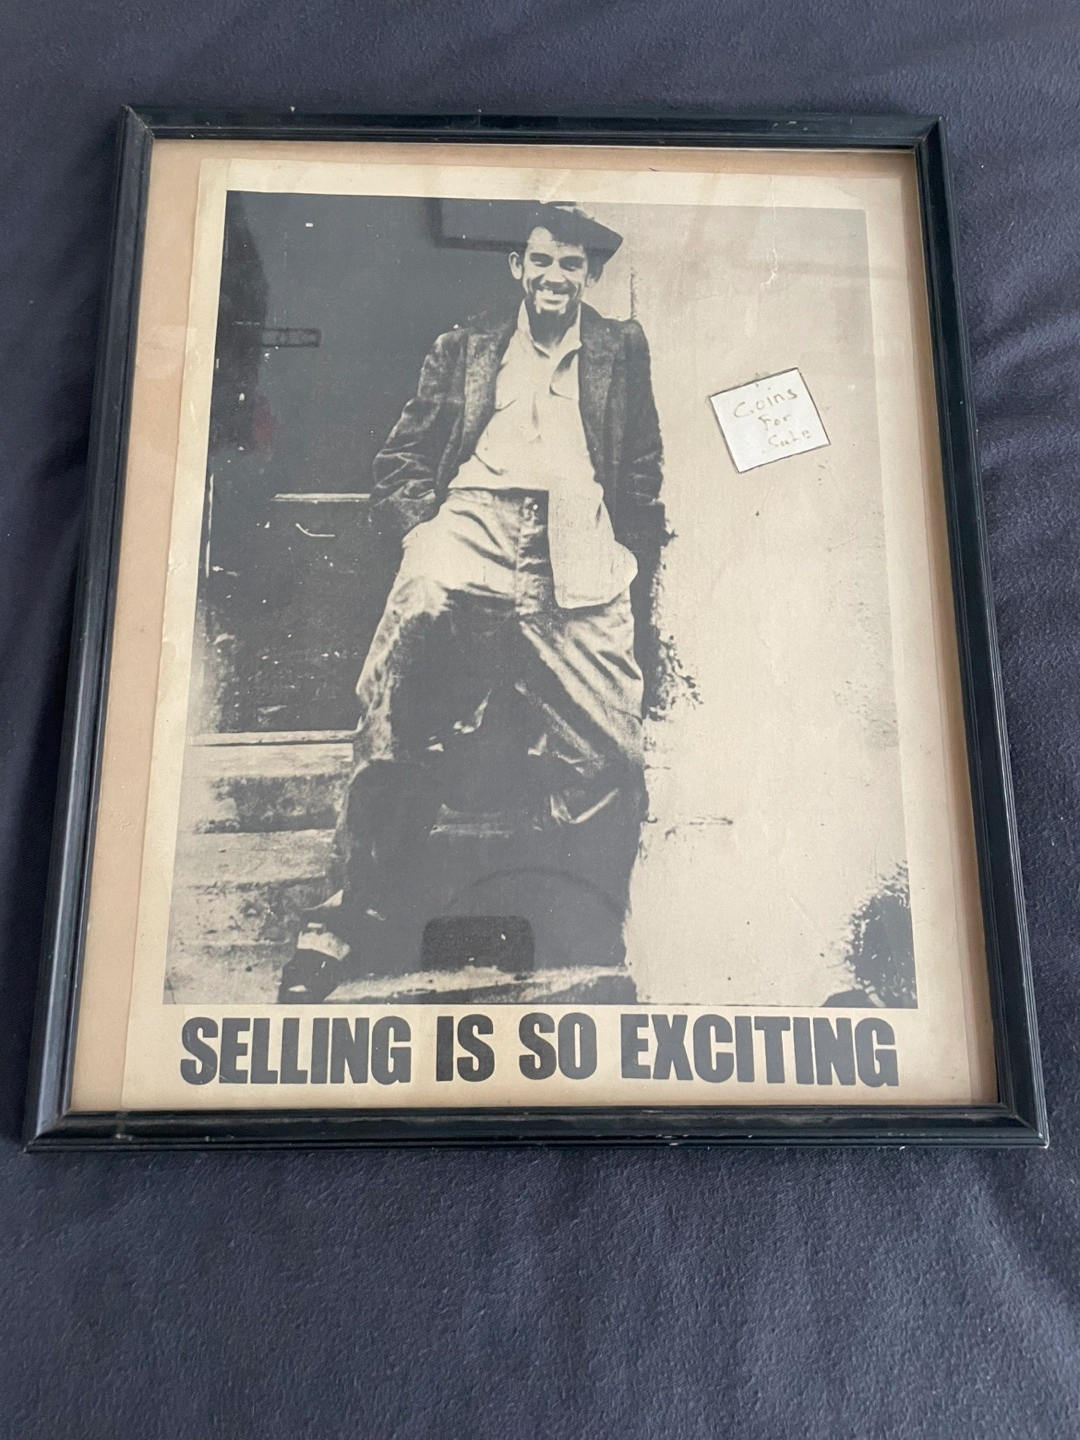 Coins
For
Sale
SELLING IS SO EXCITING